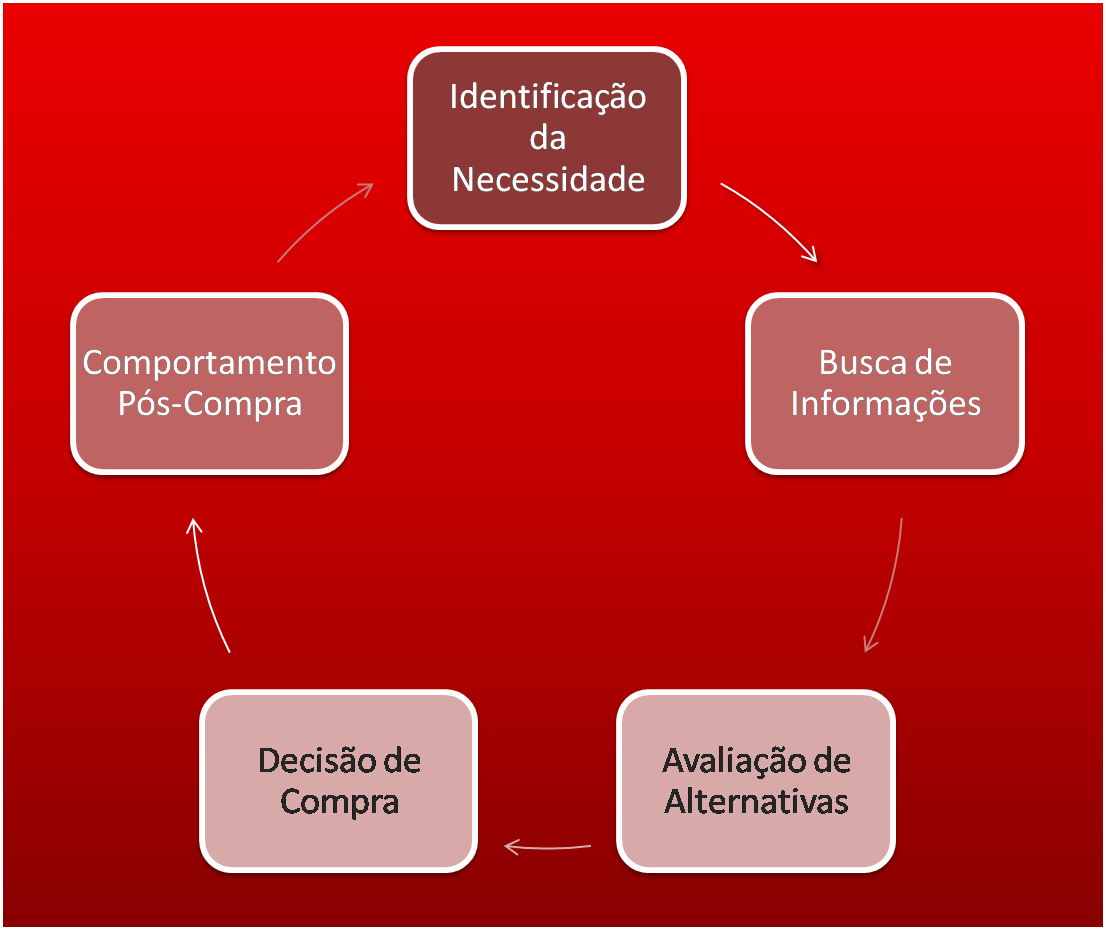 Identificação
da
Necessidade
Busca de
Informações
Avaliação de
Alternativas
Decisão de
Compra
Comportamento
Pós-Compra